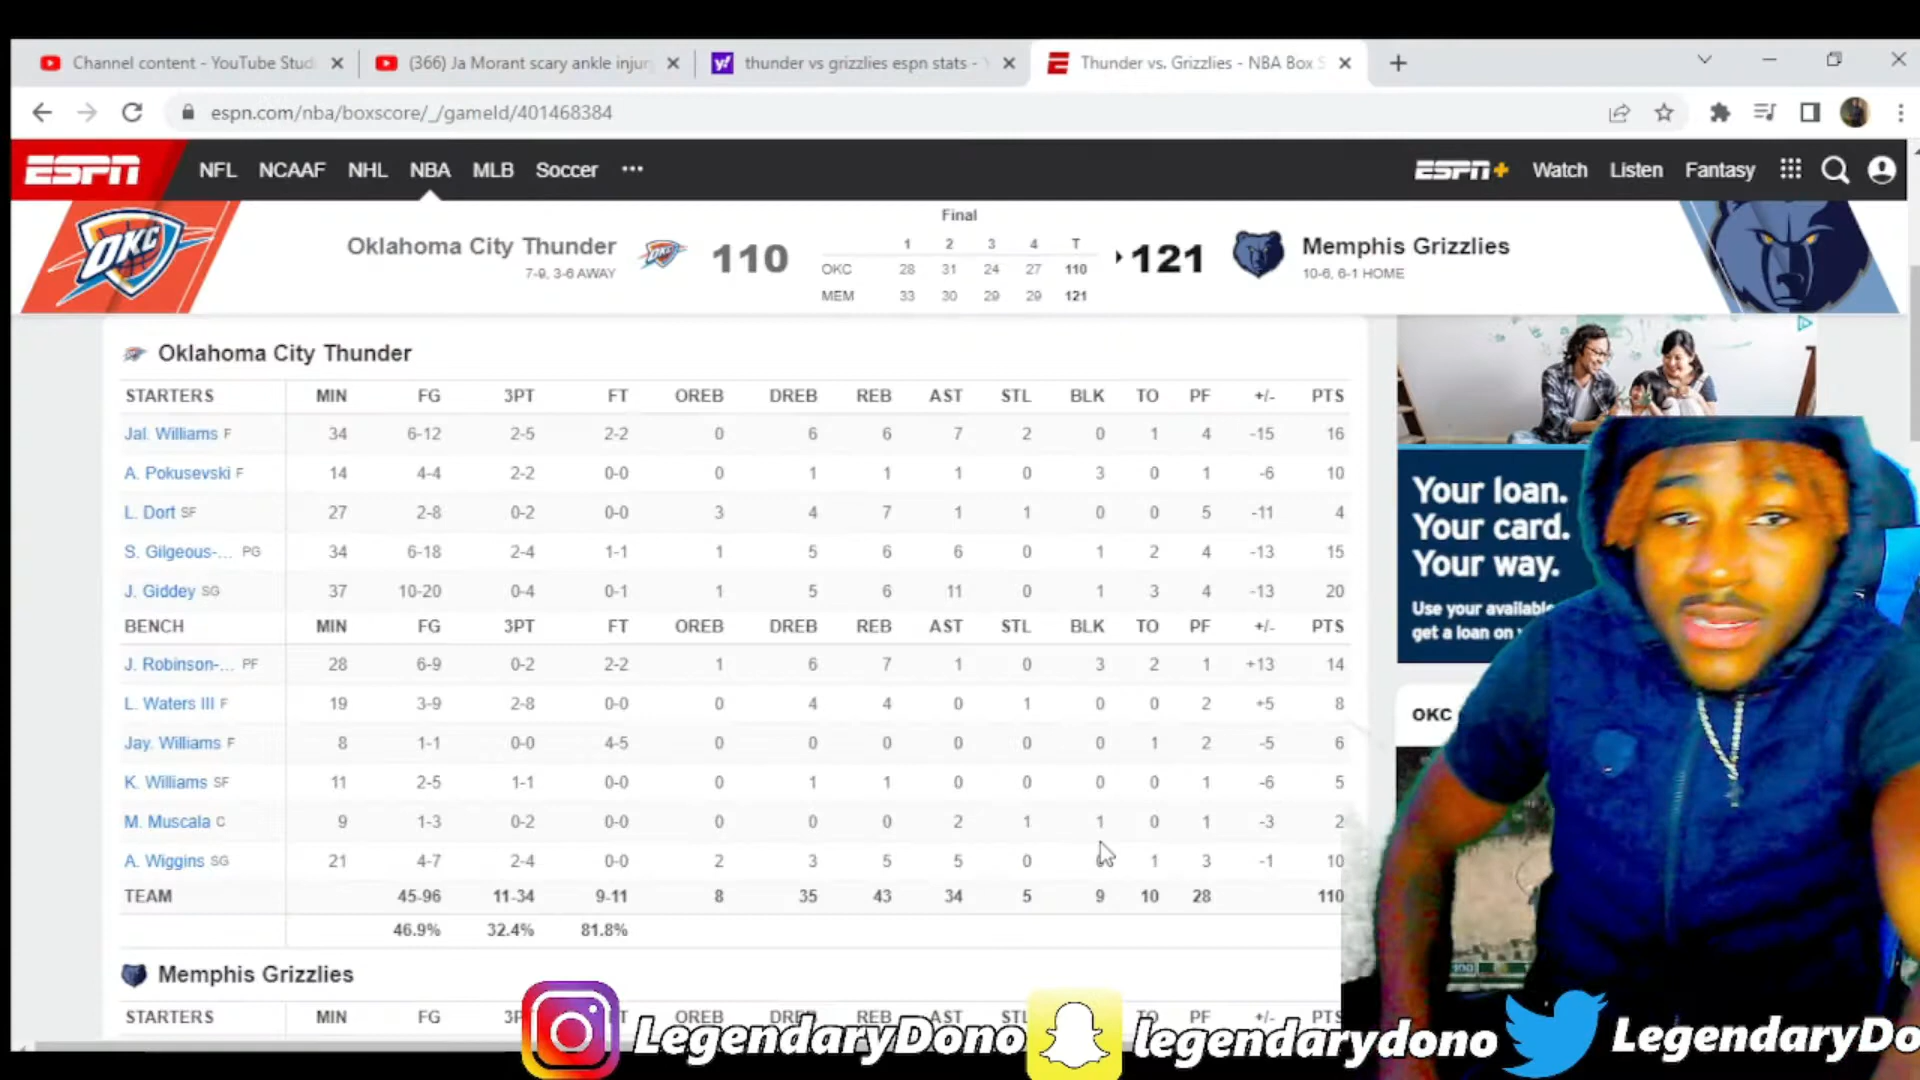 Channel content - YouTube Stud
(366) Ja Morant scary ankle injury
thunder vs grizzlies espn stats -
Thunder vs. Grizzlies - NBA Box S
espn.com/nba/boxscore/_/gameId/401468384
ESPN NFL NCAAF NHL NBA MLB Soccer ESPN+ Watch Listen Fantasy
Final
Oklahoma City Thunder
7-9, 3-6 AWAY
OKC
110
1 2 3 4 T
OKC 28 31 24 27 110
MEM 33 30 29 29 121
121
Memphis Grizzlies
10-6, 6-1 HOME
Oklahoma City Thunder
STARTERS MIN FG 3PT FT OREB DREB REB AST STL BLK TO PF +/- PTS
Jal. Williams F 34 6-12 2-5 2-2 0 6 6 7 2 0 1 4 -15 16
A. Pokusevski F 14 4-4 2-2 0-0 0 1 1 1 0 3 0 1 -6 10
L. Dort SF 27 2-8 0-2 0-0 3 4 7 1 1 0 0 5 -11 4
S. Gilgeous-... PG 34 6-18 2-4 1-1 1 5 6 6 0 1 2 4 -13 15
J. Giddey SG 37 10-20 0-4 0-1 1 5 6 11 0 1 3 4 -13 20
BENCH MIN FG 3PT FT OREB DREB REB AST STL BLK TO PF +/- PTS
J. Robinson-... PF 28 6-9 0-2 2-2 1 6 7 1 0 3 2 1 +13 14
L. Waters III F 19 3-9 2-8 0-0 0 4 4 0 1 0 0 2 +5 8
Jay. Williams F 8 1-1 0-0 4-5 0 0 0 0 0 0 1 2 -5 6
K. Williams SF 11 2-5 1-1 0-0 0 1 1 0 0 0 0 1 -6 5
M. Muscala C 9 1-3 0-2 0-0 0 0 0 2 1 1 0 1 -3 2
A. Wiggins SG 21 4-7 2-4 0-0 2 3 5 5 0 1 3 -1 10
TEAM 45-96 11-34 9-11 8 35 43 34 5 9 10 28 110
46.9% 32.4% 81.8%
Memphis Grizzlies
STARTERS MIN FG OREB REB AST TO PF +/- PTS
Your loan.
Your card.
Your way.
Use your available
get a loan on
OKC
LegendaryDono legendarydono LegendaryDo